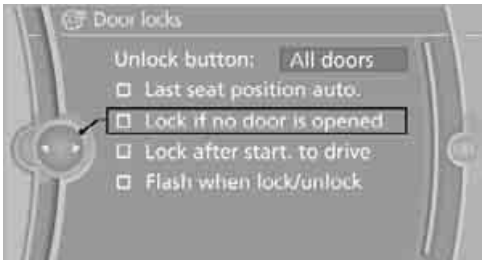 Door locks
Unlock button: All doors
Last seat position auto.
Lock if no door is opened
Lock after start. to drive
Flash when lock/unlock